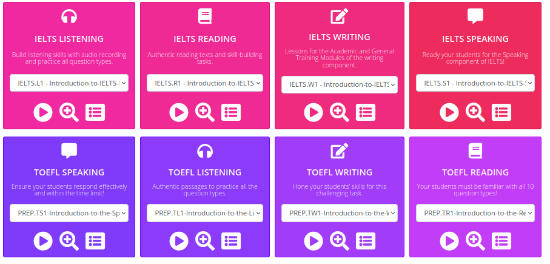 IELTS LISTENING
Build listening skills with audio recording
and practice all question types.
IELTS.L1 - Introduction-to-IELTS-
IELTS READING
Authentic reading texts and skill-building
tasks.
IELTS.R1 - Introduction-to-IELTS
IELTS WRITING
Lessons for the Academic and General
Training Modules of the writing
component.
IELTS.W1 - Introduction-to-IELTS
IELTS SPEAKING
Ready your students for the Speaking
component of IELTS!
IELTS.S1 - Introduction-to-IELTS-
TOEFL SPEAKING
Ensure your students respond effectively
and within the time limit!
PREP.TS1-Introduction-to-the-Sp
TOEFL LISTENING
Authentic passages to practice all the
question types.
PREP.TL1-Introduction-to-the-Li
TOEFL WRITING
Hone your students' skills for this
challenging task.
PREP.TW1-Introduction-to-the-W
TOEFL READING
Your students must be familiar with all 10
question types!
PREP.TR1-Introduction-to-the-Re